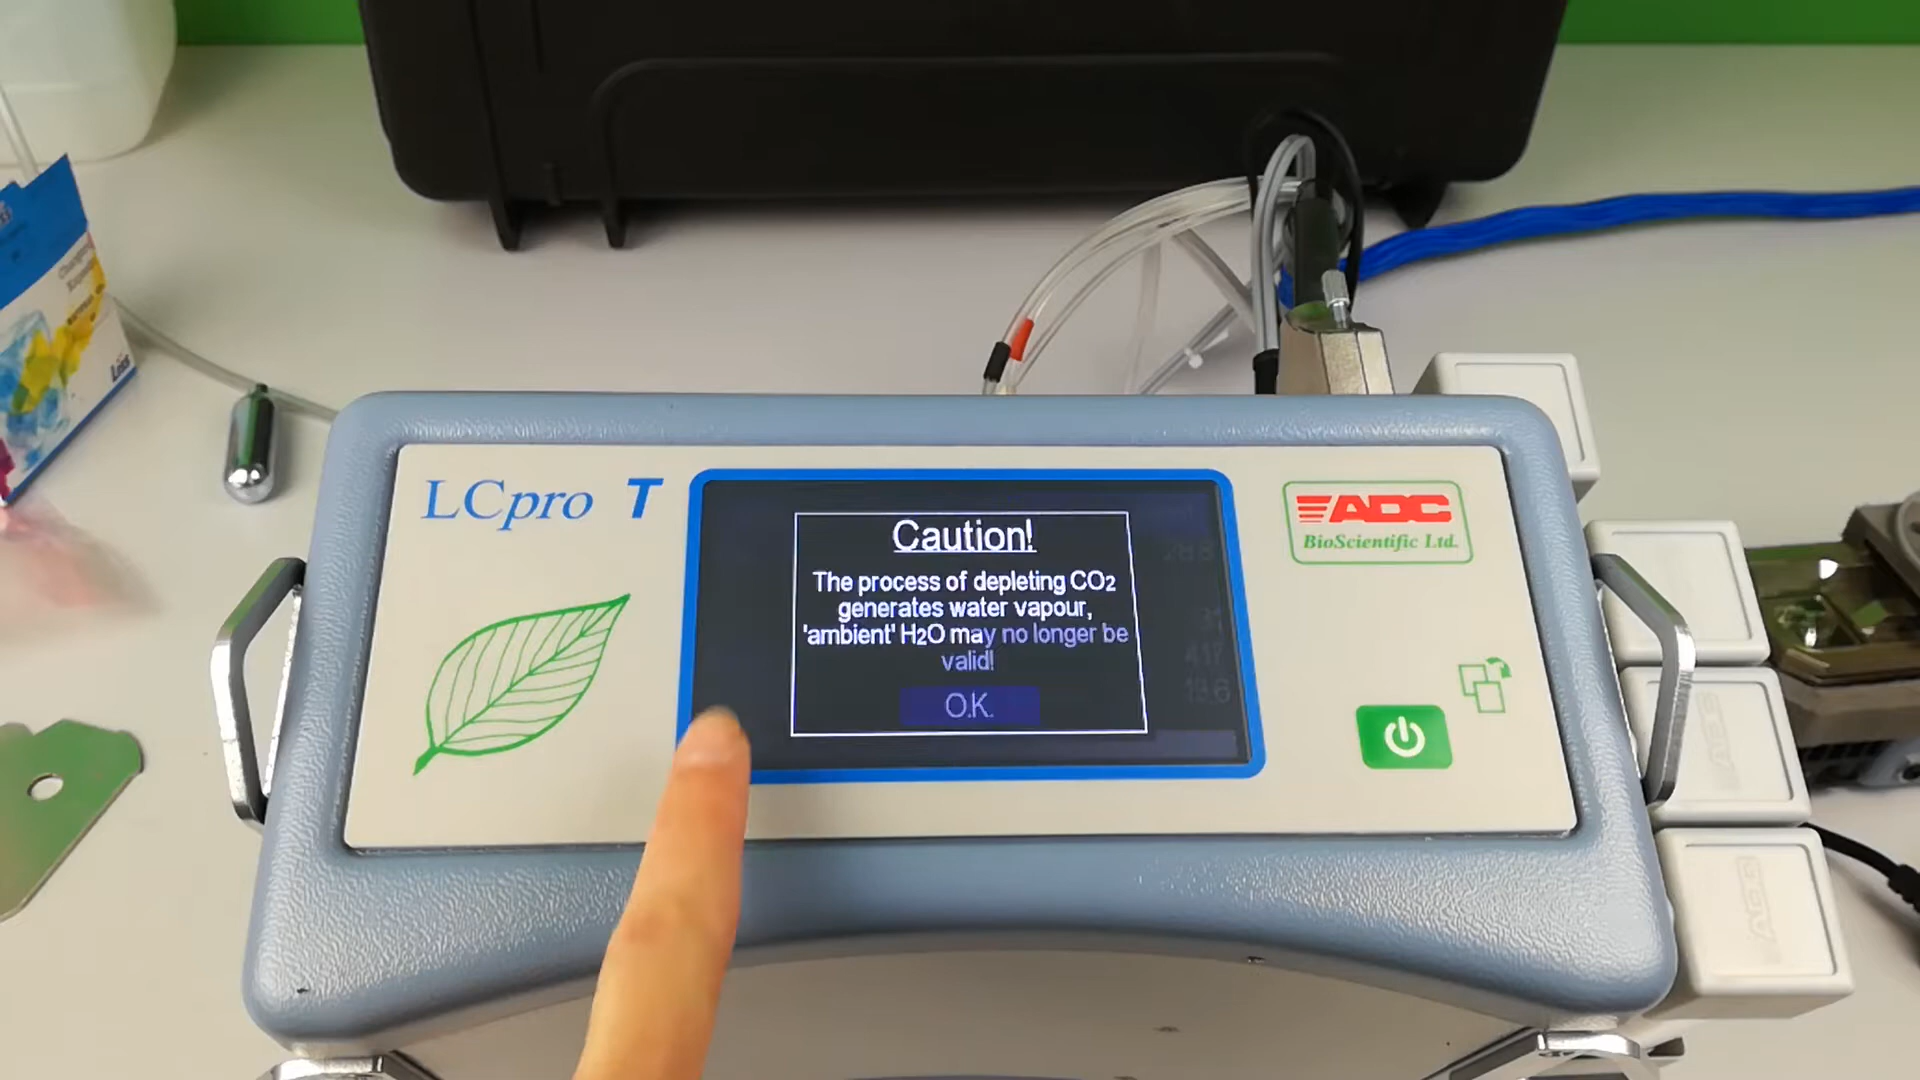 LCpro T
ADC
BioScientific Ltd.
Caution!
The process of depleting CO₂
generates water vapour,
'ambient' H₂O may no longer be
valid!
O.K.
417